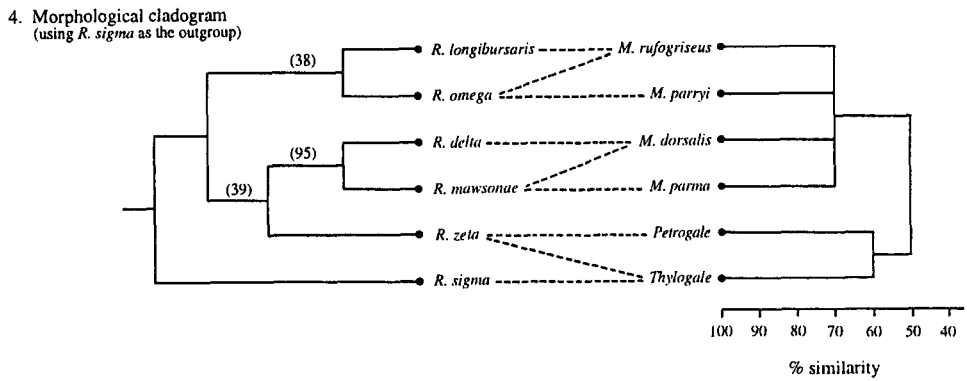 4. Morphological cladogram
(using R. sigma as the outgroup)
(38)
R. longibursaris
M. rufogriseus
R. omega
M. parryi
(95)
R. delta
M. dorsalis
(39)
R. mawsonae
M. parma
R. zeta
Petrogale
R. sigma
Thylogale
100 90 80 70 60 50 40
% similarity